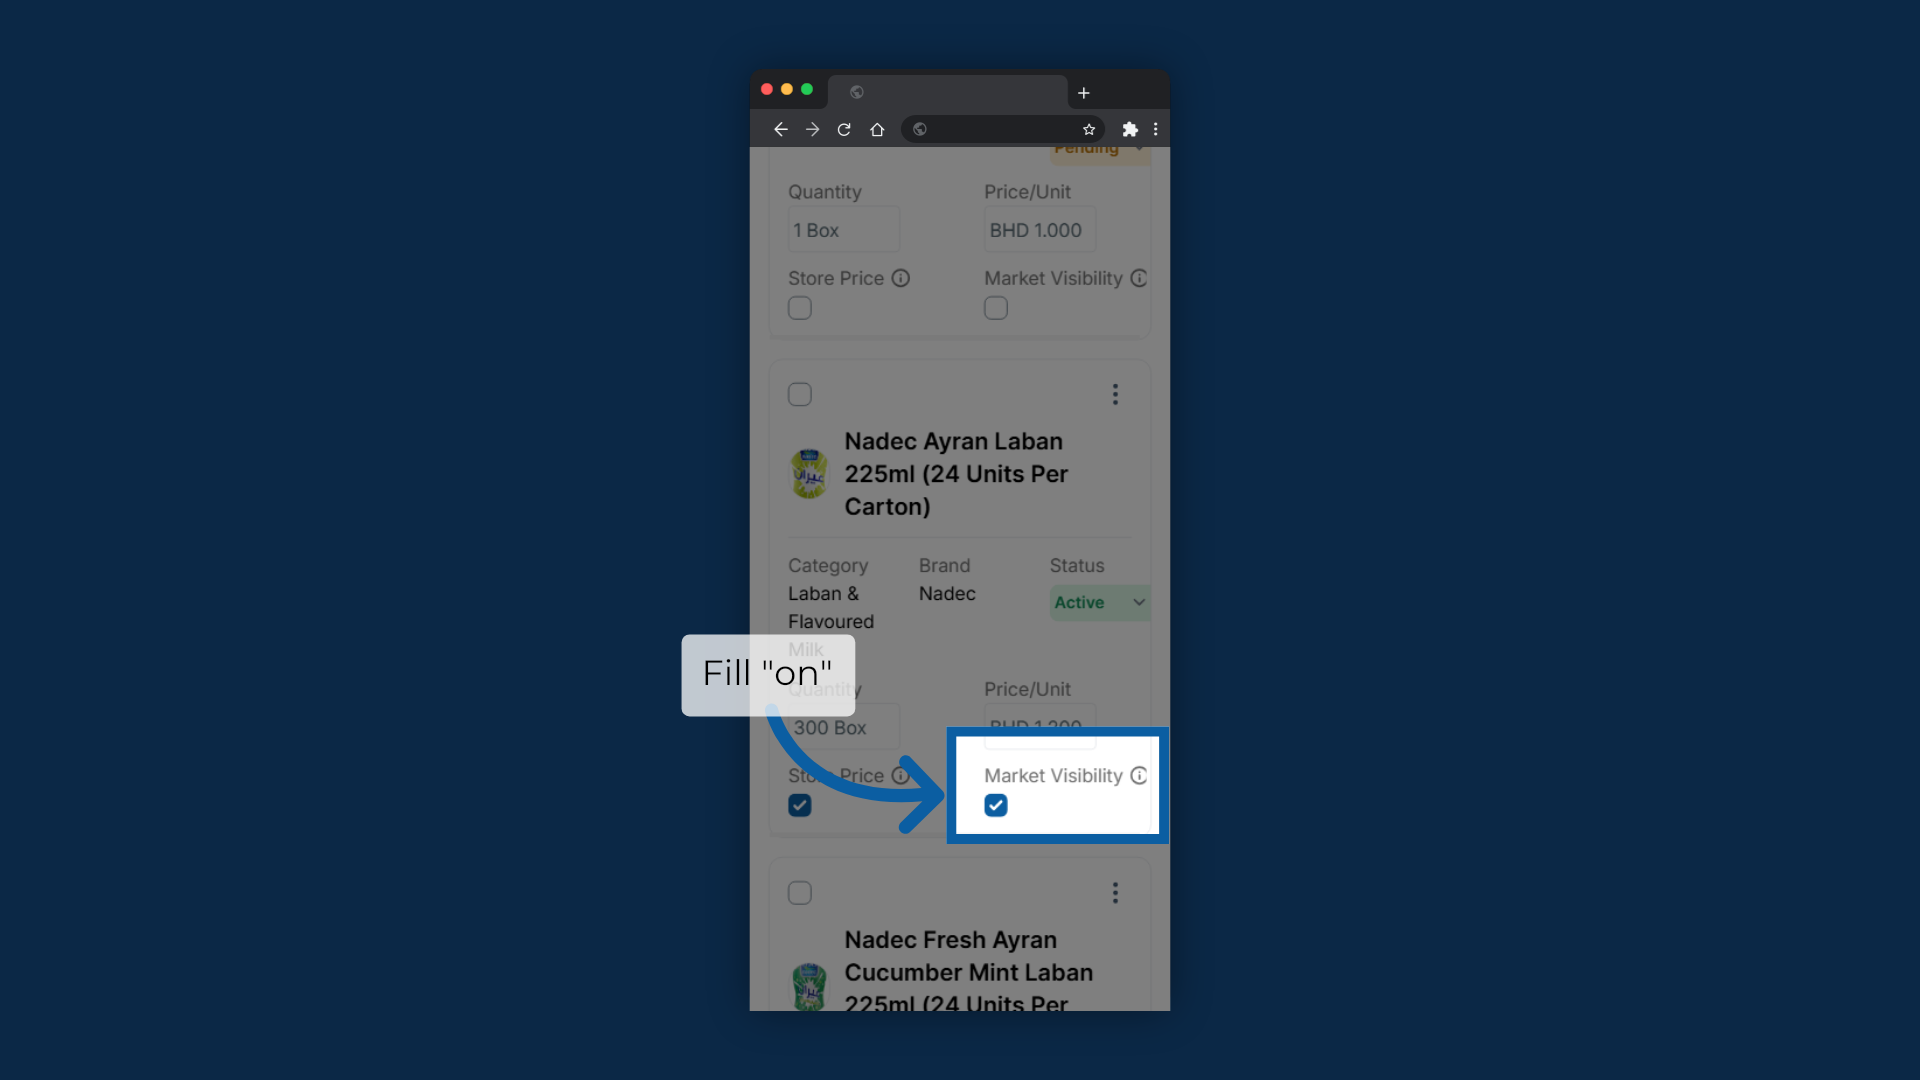 Pending
Quantity
Price/Unit
1 Box
BHD 1.000
Store Price
Market Visibility
Nadec Ayran Laban
225ml (24 Units Per
Carton)
Category
Brand
Status
Laban &
Nadec
Active
Flavoured
Milk
Fill "on"
Quantity
Price/Unit
300 Box
BHD 1.200
Store Price
Market Visibility
Nadec Fresh Ayran
Cucumber Mint Laban
225ml (24 Units Per